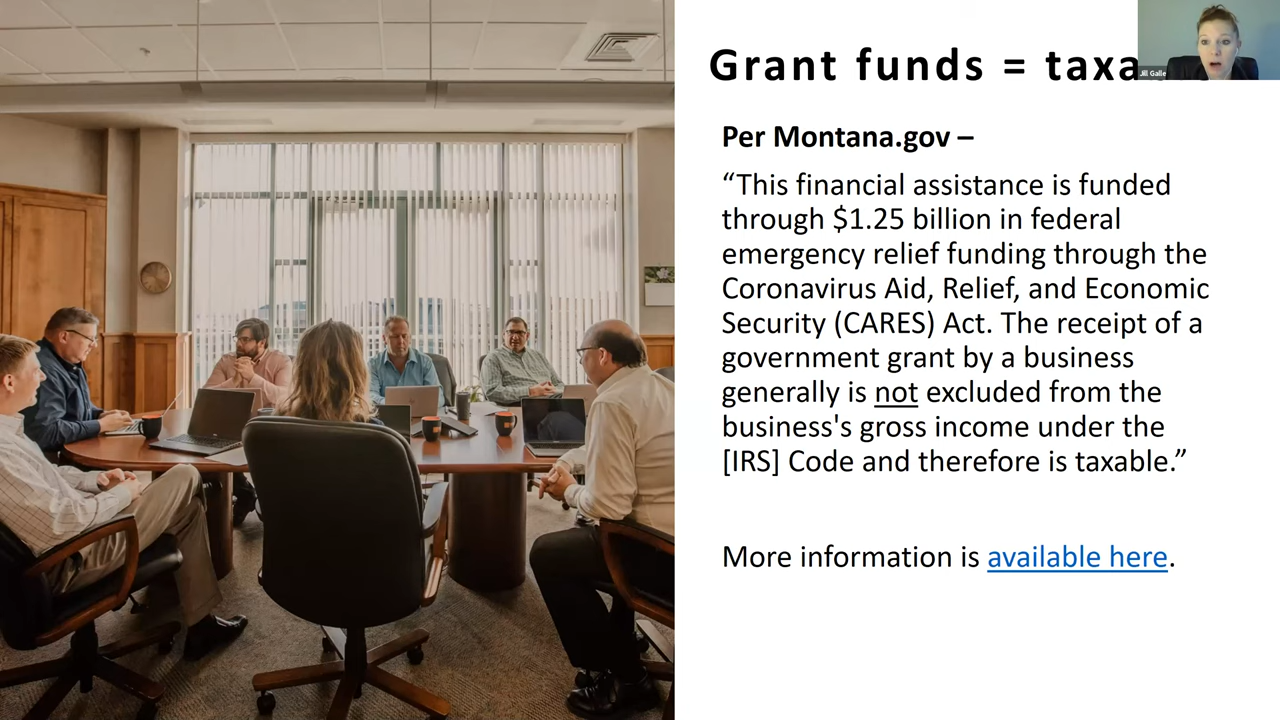 Grant funds = taxa
Jill Galle
Per Montana.gov –
“This financial assistance is funded
through $1.25 billion in federal
emergency relief funding through the
Coronavirus Aid, Relief, and Economic
Security (CARES) Act. The receipt of a
government grant by a business
generally is not excluded from the
business's gross income under the
[IRS] Code and therefore is taxable.”
More information is available here.